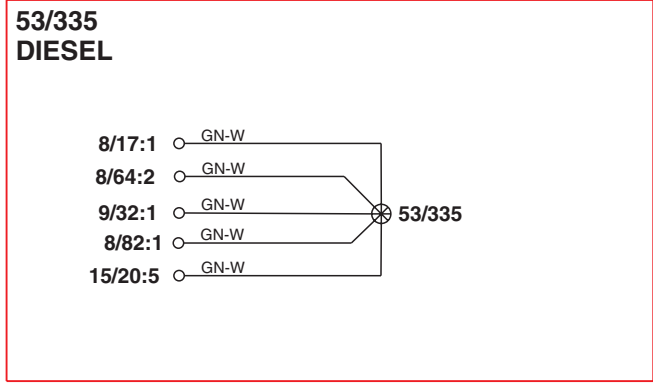 53/335
DIESEL
8/17:1 GN-W
8/64:2 GN-W
9/32:1 GN-W
53/335
8/82:1 GN-W
15/20:5 GN-W